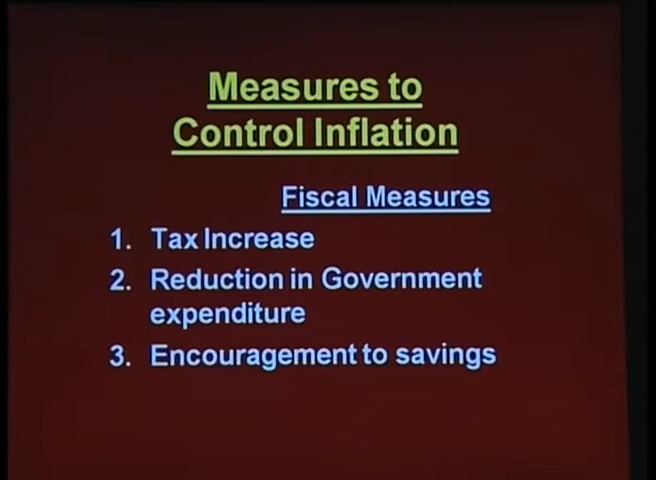 Measures to
Control Inflation
Fiscal Measures
1. Tax Increase
2. Reduction in Government
expenditure
3. Encouragement to savings